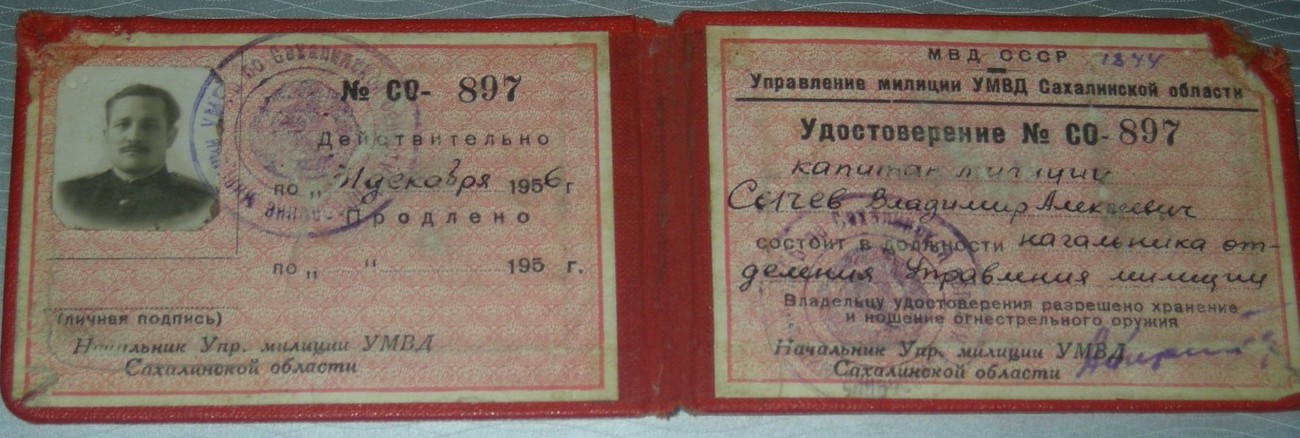 № СО- 897
Действительно
по „ 31 декабря 1956 г
Продлено
по „ “ 195 г.
(личная подпись)
Начальник Упр. милиции УМВД
Сахалинской области
МВД СССР 1844
Управление милиции УМВД Сахалинской области
Удостоверение № СО- 897
капитан милиции
Сычев Владимир Алексеевич
состоит в должности начальника от-
деления Управления милиции
Владельцу удостоверения разрешено хранение
и ношение огнестрельного оружия
Начальник Упр. милиции УМВД
Сахалинской области